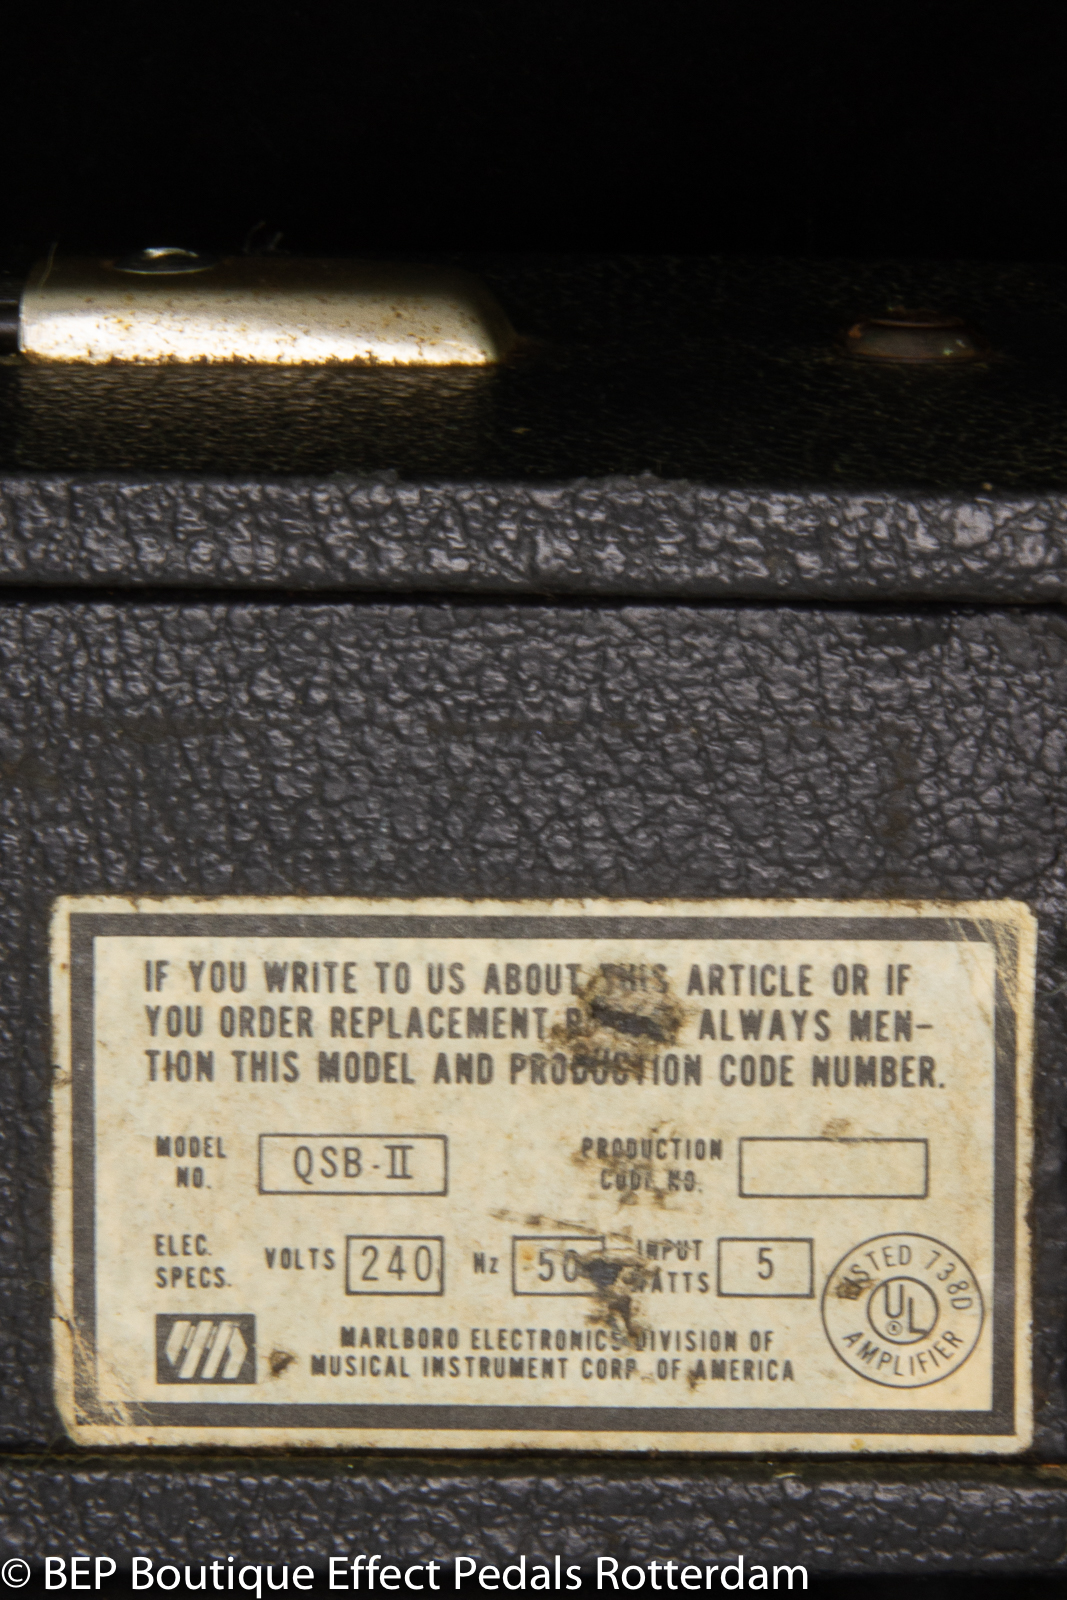 IF YOU WRITE TO US ABOUT THIS ARTICLE OR IF
YOU ORDER REPLACEMENT ALWAYS MEN-
TION THIS MODEL AND PRODUCTION CODE NUMBER.
MODEL NO. QSB-II PRODUCTION CODE NO.
ELEC. SPECS. VOLTS 240 Hz 50 INPUT WATTS 5
LISTED 738D
UL ®
AMPLIFIER
MARLBORO ELECTRONICS DIVISION OF
MUSICAL INSTRUMENT CORP. OF AMERICA
© BEP Boutique Effect Pedals Rotterdam